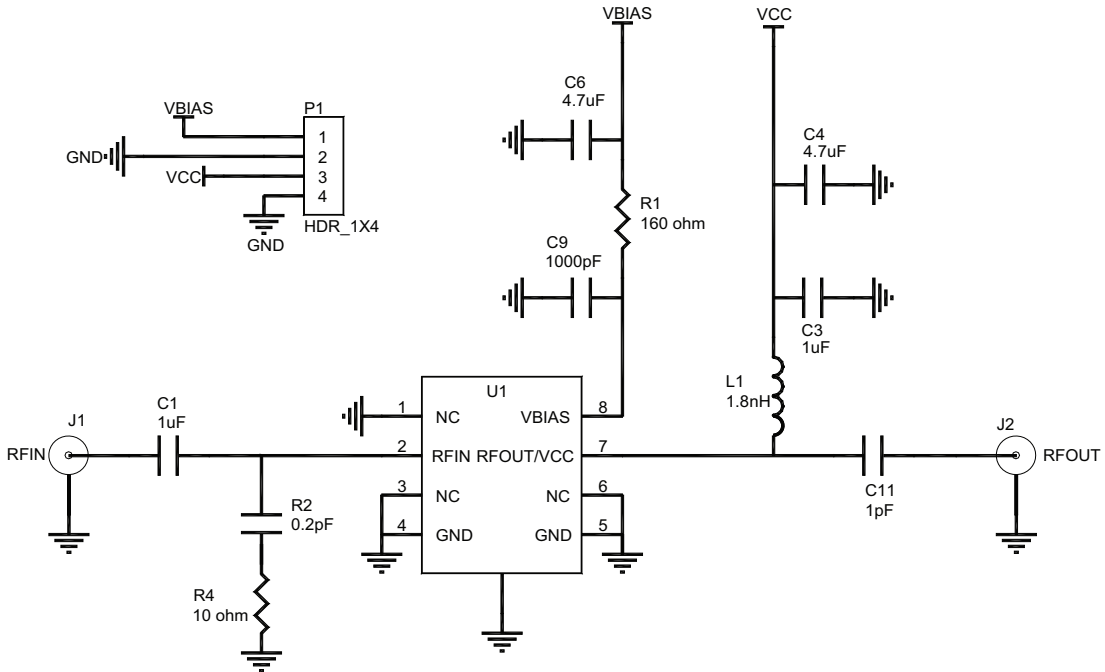 VBIAS
VCC
C6
4.7uF
VBIAS
P1
1
GND
2
VCC
3
4
GND
HDR_1X4
C4
4.7uF
R1
160 ohm
C9
1000pF
C3
1uF
L1
1.8nH
U1
J1
RFIN
C1
1uF
1
NC
VBIAS
8
2
RFIN
RFOUT/VCC
7
3
NC
NC
6
4
GND
GND
5
J2
RFOUT
C11
1pF
R2
0.2pF
R4
10 ohm